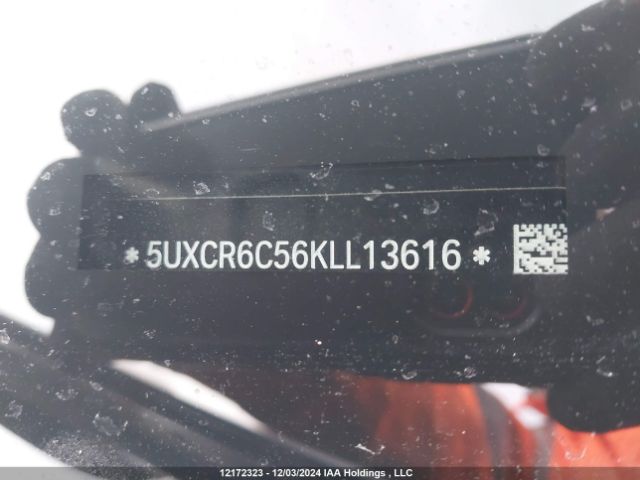 *5UXCR6C56KLL13616*
12172323 - 12/03/2024 IAA Holdings , LLC